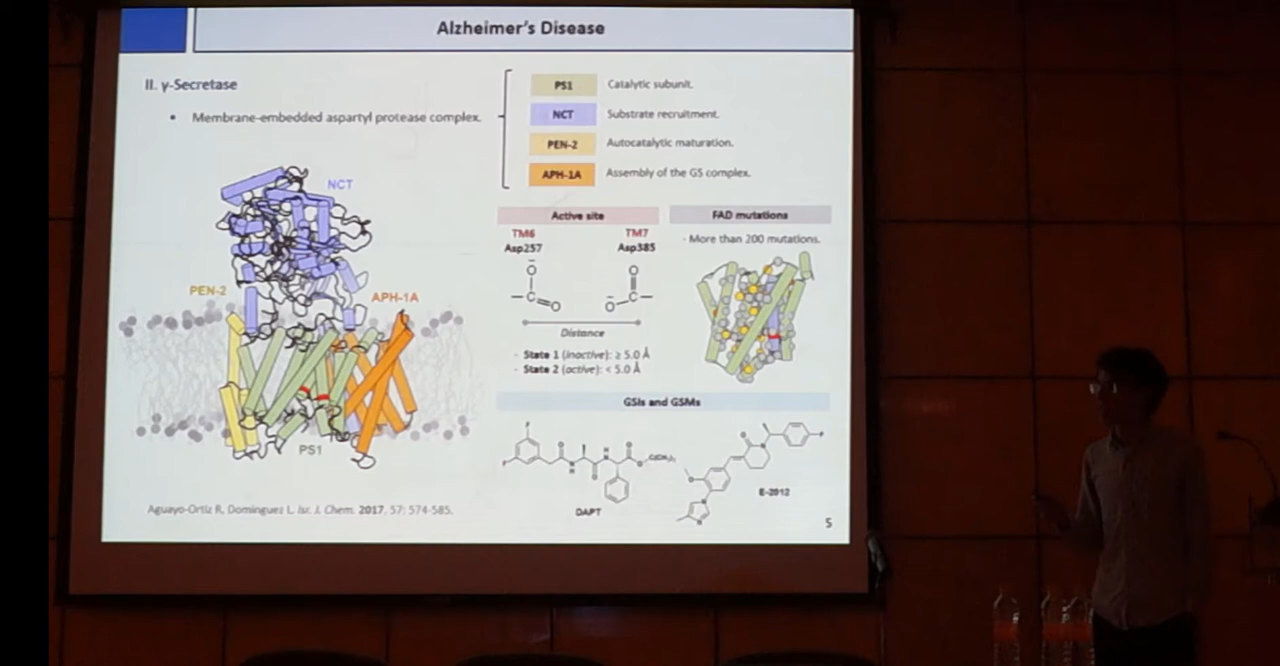 Alzheimer's Disease
II. γ-Secretase
• Membrane-embedded aspartyl protease complex.
PS1 Catalytic subunit.
NCT Substrate recruitment.
PEN-2 Autocatalytic maturation.
APH-1A Assembly of the GS complex.
NCT
PEN-2
APH-1A
PS1
Active site
TM6 TM7
Asp257 Asp385
O O
C O O C
Distance
- State 1 (inactive): ≥ 5.0 Å
- State 2 (active): < 5.0 Å
FAD mutations
- More than 200 mutations.
GSIs and GSMs
DAPT
E-2012
Aguayo-Ortiz R, Dominguez L. Isr. J. Chem. 2017, 57: 574-585.
5